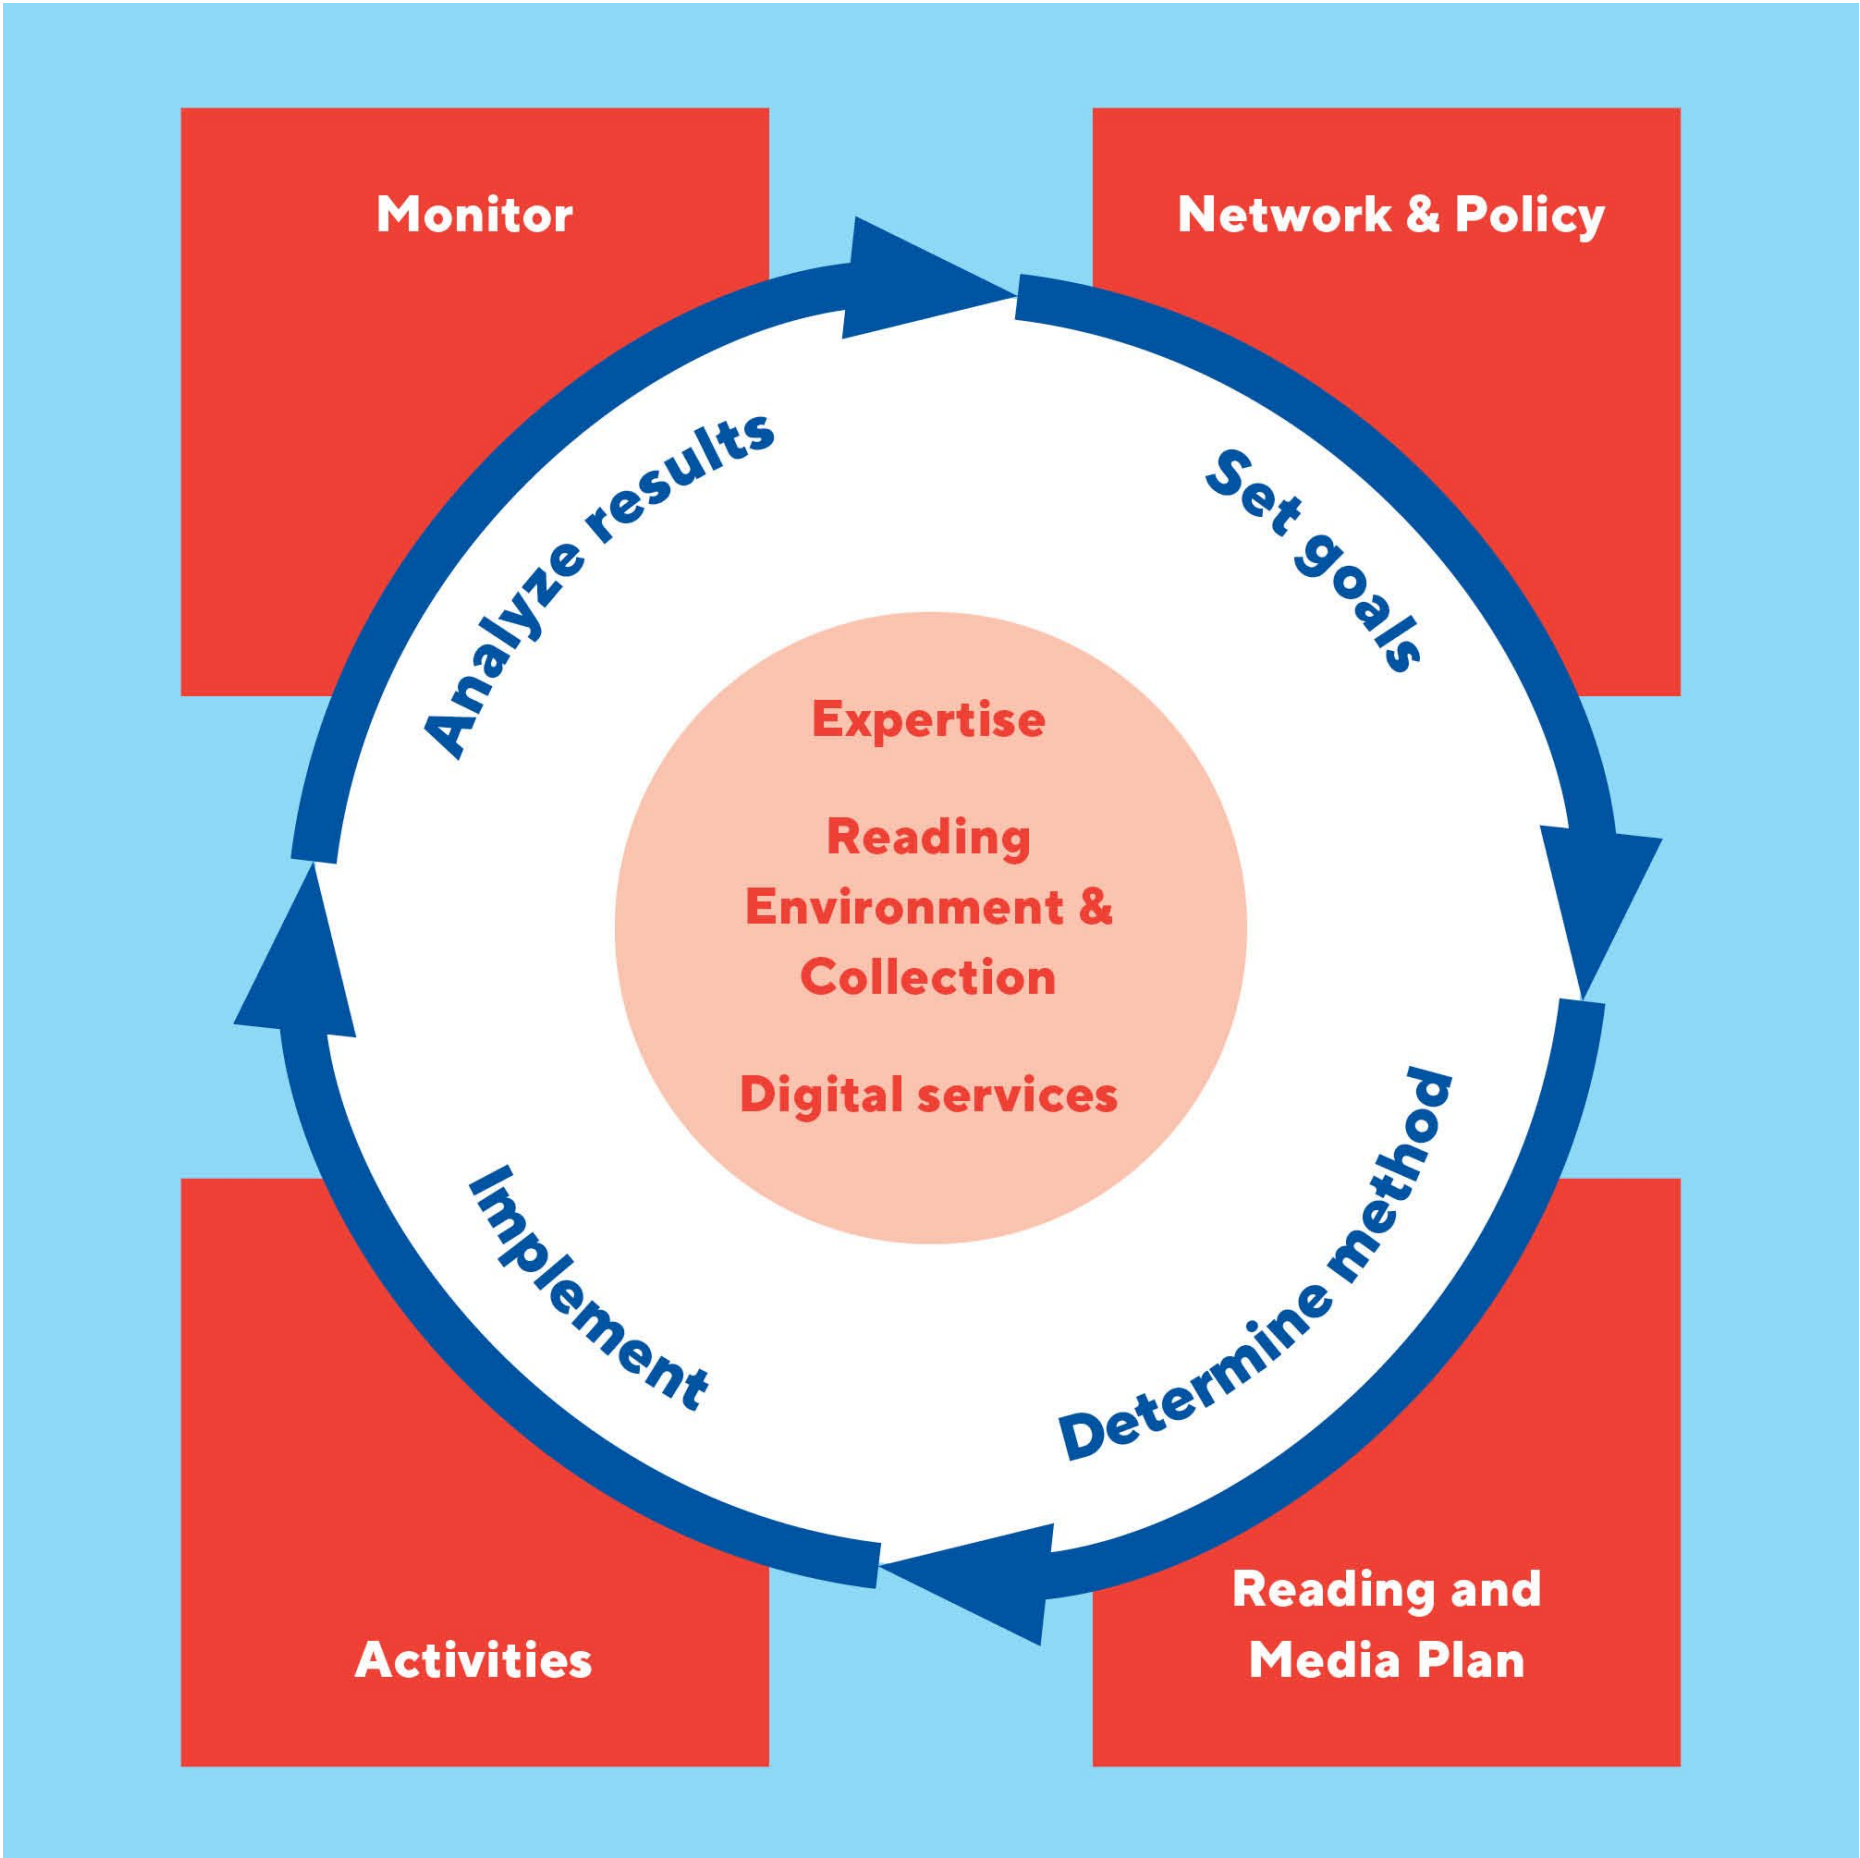 Monitor
Network & Policy
Analyze results
Set goals
Expertise
Reading
Environment &
Collection
Digital services
Implement
Determine method
Activities
Reading and
Media Plan